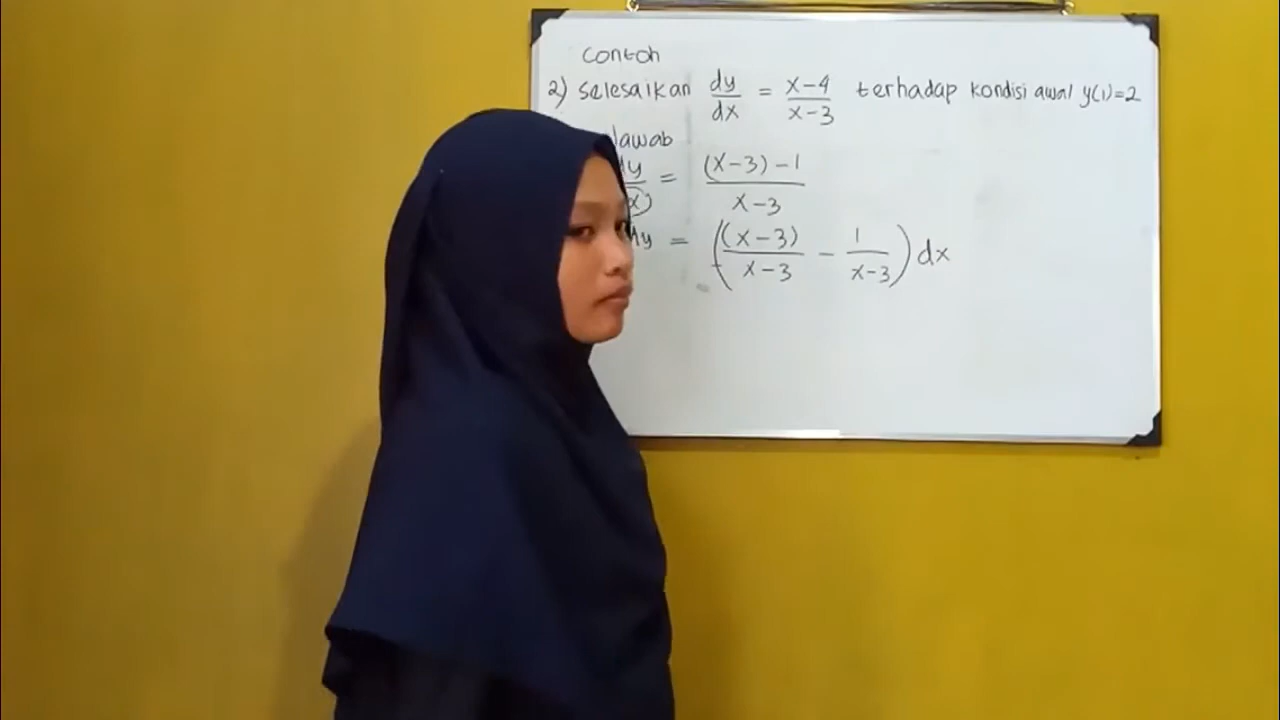 Contoh
2) Selesaikan dy/dx = x-4/x-3 terhadap kondisi awal y(1)=2
Jawab
dy/dx = (x-3)-1/x-3
dy = ((x-3)/x-3 - 1/x-3) dx